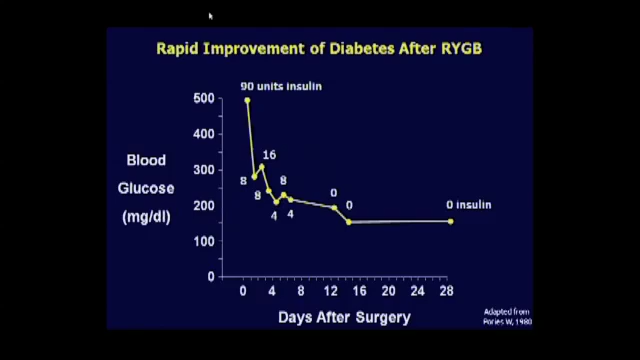 Rapid Improvement of Diabetes After RYGB
90 units insulin
500
400
300
200
100
0
Blood
Glucose
(mg/dl)
8
16
8
4
8
4
0
0
0 insulin
0 4 8 12 16 20 24 28
Days After Surgery
Adapted from
Pories W, 1980